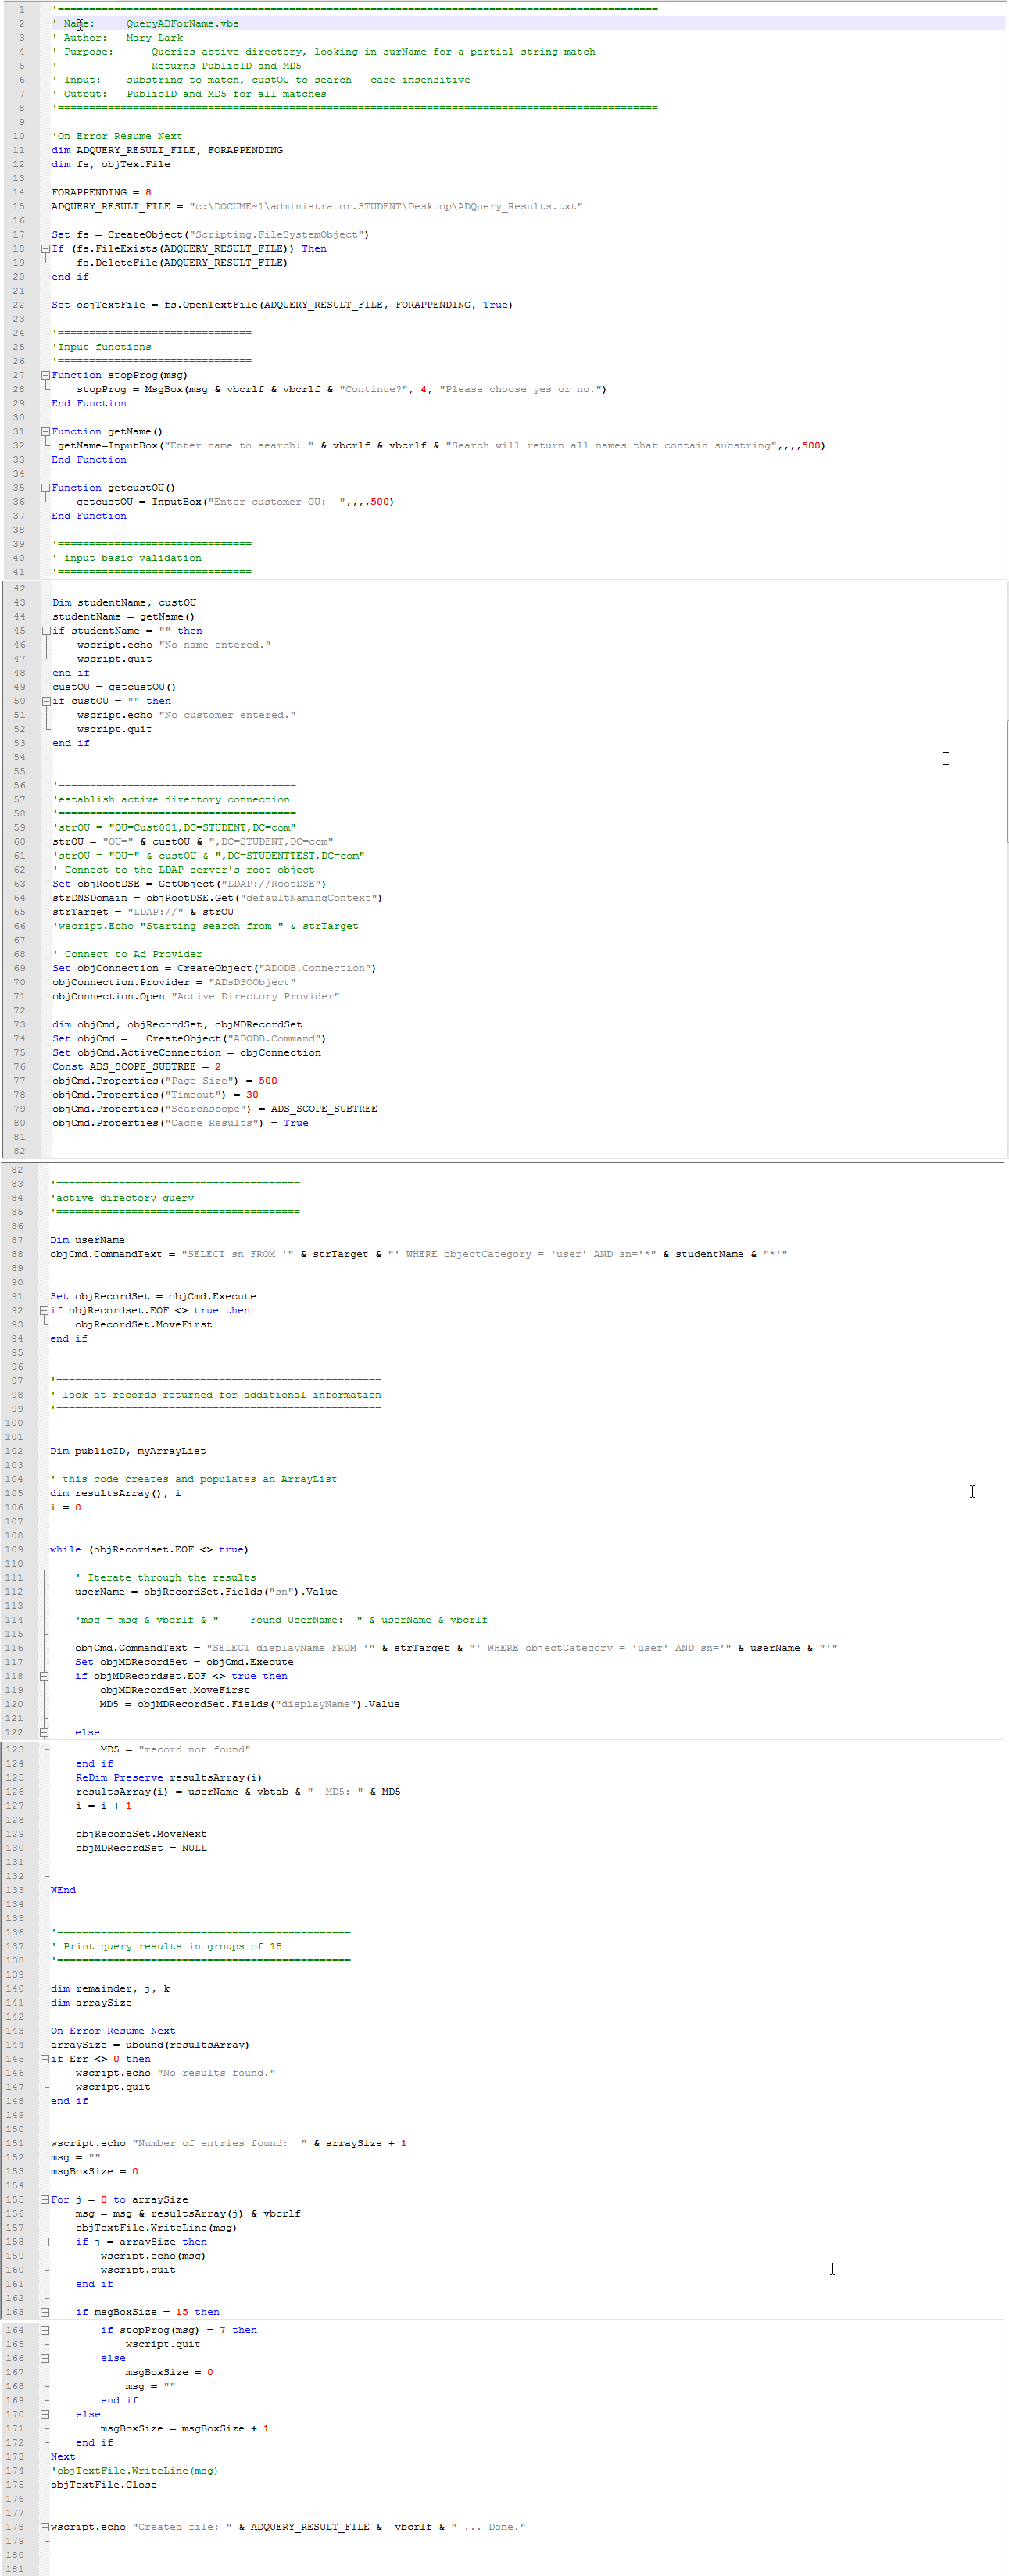 1 '================================================================================================
2 ' Name:     QueryADForName.vbs
3 ' Author:   Mary Lark
4 ' Purpose:      Queries active directory, looking in surName for a partial string match
5 '               Returns PublicID and MD5
6 ' Input:    substring to match, custOU to search - case insensitive
7 ' Output:   PublicID and MD5 for all matches
8 '================================================================================================
9
10 'On Error Resume Next
11 dim ADQUERY_RESULT_FILE, FORAPPENDING
12 dim fs, objTextFile
13
14 FORAPPENDING = 8
15 ADQUERY_RESULT_FILE = "c:\DOCUME~1\administrator.STUDENT\Desktop\ADQuery_Results.txt"
16
17 Set fs = CreateObject("Scripting.FileSystemObject")
18 If (fs.FileExists(ADQUERY_RESULT_FILE)) Then
19     fs.DeleteFile(ADQUERY_RESULT_FILE)
20 end if
21
22 Set objTextFile = fs.OpenTextFile(ADQUERY_RESULT_FILE, FORAPPENDING, True)
23
24 '===============================
25 'Input functions
26 '===============================
27 Function stopProg(msg)
28     stopProg = MsgBox(msg & vbcrlf & vbcrlf & "Continue?", 4, "Please choose yes or no.")
29 End Function
30
31 Function getName()
32  getName=InputBox("Enter name to search: " & vbcrlf & vbcrlf & "Search will return all names that contain substring",,,,500)
33 End Function
34
35 Function getcustOU()
36     getcustOU = InputBox("Enter customer OU:  ",,,,500)
37 End Function
38
39 '===============================
40 ' input basic validation
41 '===============================
42
43 Dim studentName, custOU
44 studentName = getName()
45 if studentName = "" then
46     wscript.echo "No name entered."
47     wscript.quit
48 end if
49 custOU = getcustOU()
50 if custOU = "" then
51     wscript.echo "No customer entered."
52     wscript.quit
53 end if
54
55
56 '======================================
57 'establish active directory connection
58 '======================================
59 'strOU = "OU=Cust001,DC=STUDENT,DC=com"
60 strOU = "OU=" & custOU & ",DC=STUDENT,DC=com"
61 'strOU = "OU=" & custOU & ",DC=STUDENTTEST,DC=com"
62 ' Connect to the LDAP server's root object
63 Set objRootDSE = GetObject("LDAP://RootDSE")
64 strDNSDomain = objRootDSE.Get("defaultNamingContext")
65 strTarget = "LDAP://" & strOU
66 'wscript.Echo "Starting search from " & strTarget
67
68 ' Connect to Ad Provider
69 Set objConnection = CreateObject("ADODB.Connection")
70 objConnection.Provider = "ADsDSOObject"
71 objConnection.Open "Active Directory Provider"
72
73 dim objCmd, objRecordSet, objMDRecordSet
74 Set objCmd =   CreateObject("ADODB.Command")
75 Set objCmd.ActiveConnection = objConnection
76 Const ADS_SCOPE_SUBTREE = 2
77 objCmd.Properties("Page Size") = 500
78 objCmd.Properties("Timeout") = 30
79 objCmd.Properties("Searchscope") = ADS_SCOPE_SUBTREE
80 objCmd.Properties("Cache Results") = True
81
82
82
83 '=======================================
84 'active directory query
85 '=======================================
86
87 Dim userName
88 objCmd.CommandText = "SELECT sn FROM '" & strTarget & "' WHERE objectCategory = 'user' AND sn='*" & studentName & "*'"
89
90
91 Set objRecordSet = objCmd.Execute
92 if objRecordset.EOF <> true then
93     objRecordSet.MoveFirst
94 end if
95
96
97 '====================================================
98 ' look at records returned for additional information
99 '====================================================
100
101
102 Dim publicID, myArrayList
103
104 ' this code creates and populates an ArrayList
105 dim resultsArray(), i
106 i = 0
107
108
109 while (objRecordset.EOF <> true)
110
111     ' Iterate through the results
112     userName = objRecordSet.Fields("sn").Value
113
114     'msg = msg & vbcrlf & "     Found UserName:  " & userName & vbcrlf
115
116     objCmd.CommandText = "SELECT displayName FROM '" & strTarget & "' WHERE objectCategory = 'user' AND sn='" & userName & "'"
117     Set objMDRecordset = objCmd.Execute
118     if objMDRecordset.EOF <> true then
119         objMDRecordset.MoveFirst
120         MD5 = objMDRecordSet.Fields("displayName").Value
121
122     else
123         MD5 = "record not found"
124     end if
125     ReDim Preserve resultsArray(i)
126     resultsArray(i) = userName & vbtab & "  MD5: " & MD5
127     i = i + 1
128
129     objRecordSet.MoveNext
130     objMDRecordSet = NULL
131
132
133 WEnd
134
135
136 '===============================================
137 ' Print query results in groups of 15
138 '===============================================
139
140 dim remainder, j, k
141 dim arraySize
142
143 On Error Resume Next
144 arraySize = ubound(resultsArray)
145 if Err <> 0 then
146     wscript.echo "No results found."
147     wscript.quit
148 end if
149
150
151 wscript.echo "Number of entries found:  " & arraySize + 1
152 msg = ""
153 msgBoxSize = 0
154
155 For j = 0 to arraySize
156     msg = msg & resultsArray(j) & vbcrlf
157     objTextFile.WriteLine(msg)
158     if j = arraySize then
159         wscript.echo(msg)
160         wscript.quit
161     end if
162
163     if msgBoxSize = 15 then
164         if stopProg(msg) = 7 then
165             wscript.quit
166         else
167             msgBoxSize = 0
168             msg = ""
169         end if
170     else
171         msgBoxSize = msgBoxSize + 1
172     end if
173 Next
174 'objTextFile.WriteLine(msg)
175 objTextFile.Close
176
177
178 wscript.echo "Created file: " & ADQUERY_RESULT_FILE &  vbcrlf & " ... Done."
179
180
181